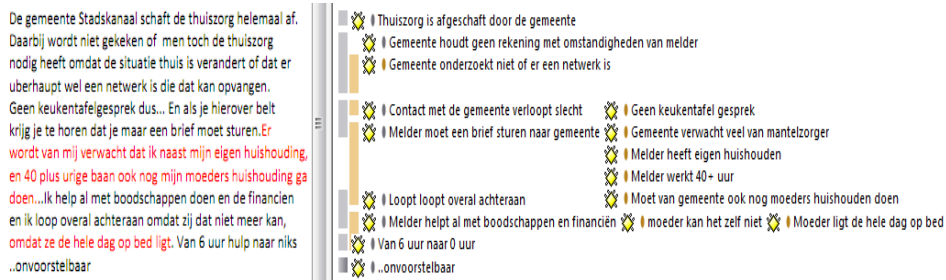 De gemeente Stadskanaal schaft de thuiszorg helemaal af.
Daarbij wordt niet gekeken of men toch de thuiszorg
nodig heeft omdat de situatie thuis is verandert of dat er
uberhaupt wel een netwerk is die dat kan opvangen.
Geen keukentafelgesprek dus... En als je hierover belt
krijg je te horen dat je maar een brief moet sturen.Er
wordt van mij verwacht dat ik naast mijn eigen huishouding,
en 40 plus urige baan ook nog mijn moeders huishouding ga
doen...Ik help al met boodschappen doen en de financien
en ik loop overal achteraan omdat zij dat niet meer kan,
omdat ze de hele dag op bed ligt. Van 6 uur hulp naar niks
..onvoorstelbaar
Thuiszorg is afgeschaft door de gemeente
Gemeente houdt geen rekening met omstandigheden van melder
Gemeente onderzoekt niet of er een netwerk is
Contact met de gemeente verloopt slecht Geen keukentafel gesprek
Melder moet een brief sturen naar gemeente Gemeente verwacht veel van mantelzorger
Melder heeft eigen huishouden
Melder werkt 40+ uur
Loopt loopt overal achteraan Moet van gemeente ook nog moeders huishouden doen
Melder helpt al met boodschappen en financiën moeder kan het zelf niet Moeder ligt de hele dag op bed
Van 6 uur naar 0 uur
..onvoorstelbaar